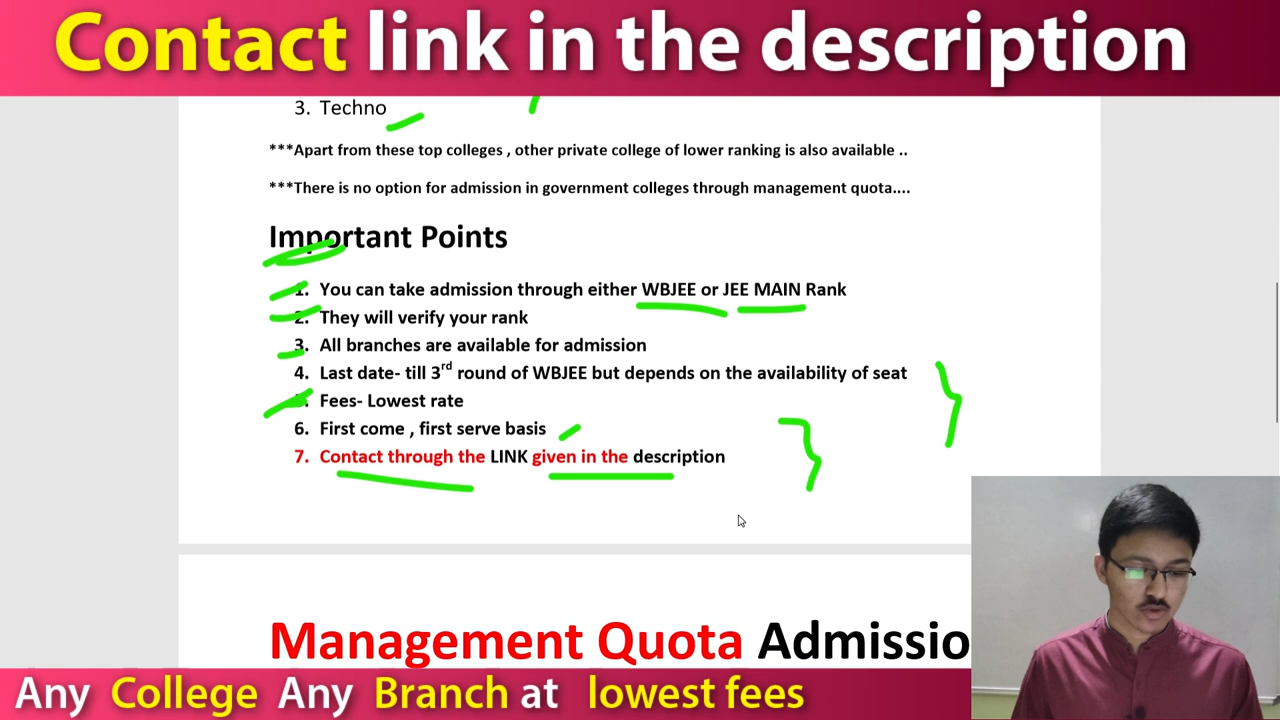 Contact link in the description
3. Techno
***Apart from these top colleges , other private college of lower ranking is also available ..
***There is no option for admission in government colleges through management quota....
Important Points
1. You can take admission through either WBJEE or JEE MAIN Rank
2. They will verify your rank
3. All branches are available for admission
4. Last date- till 3rd round of WBJEE but depends on the availability of seat
5. Fees- Lowest rate
6. First come , first serve basis
7. Contact through the LINK given in the description
Management Quota Admissio
Any College Any Branch at lowest fees